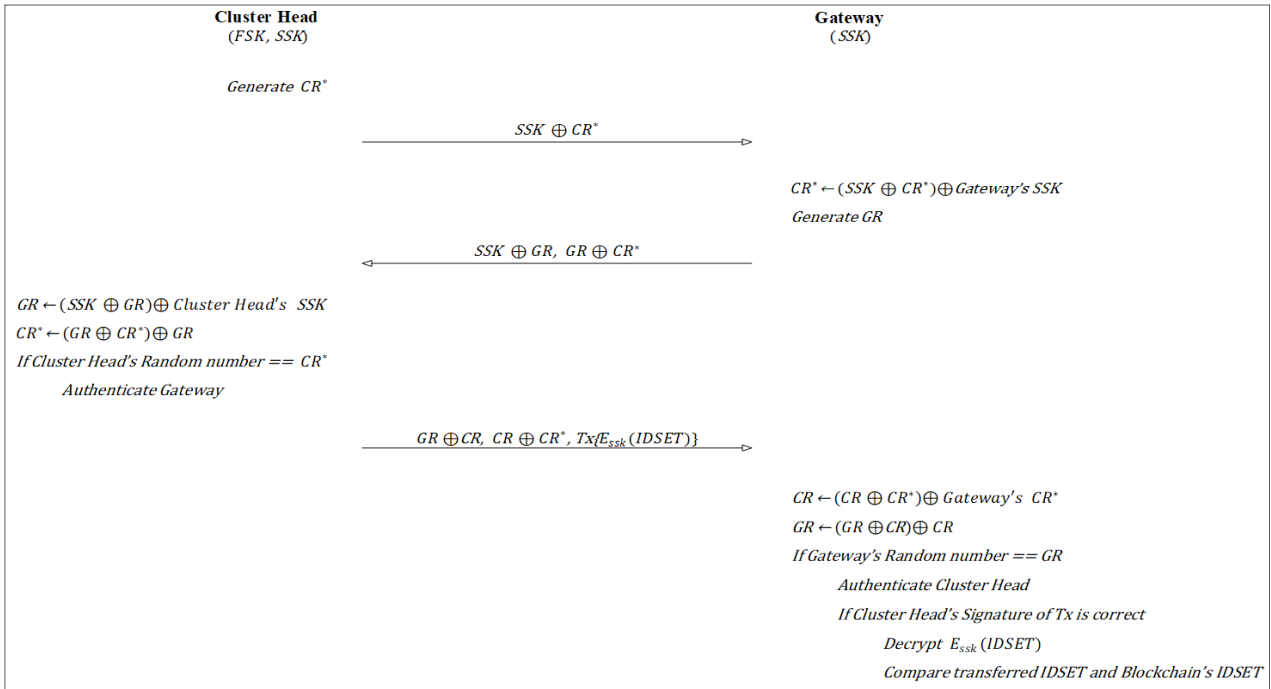 Cluster Head
(FSK, SSK)
Gateway
(SSK)
Generate CR*
SSK ⊕ CR*
CR* ← (SSK ⊕ CR*)⊕Gateway's SSK
Generate GR
SSK ⊕ GR, GR ⊕ CR*
GR ← (SSK ⊕ GR)⊕ Cluster Head's SSK
CR* ← (GR ⊕ CR*)⊕ GR
If Cluster Head's Random number == CR*
Authenticate Gateway
GR ⊕CR, CR ⊕ CR*, Tx{E_ssk(IDSET)}
CR ← (CR ⊕ CR*)⊕ Gateway's CR*
GR ← (GR ⊕CR)⊕ CR
If Gateway's Random number == GR
Authenticate Cluster Head
If Cluster Head's Signature of Tx is correct
Decrypt E_ssk(IDSET)
Compare transferred IDSET and Blockchain's IDSET